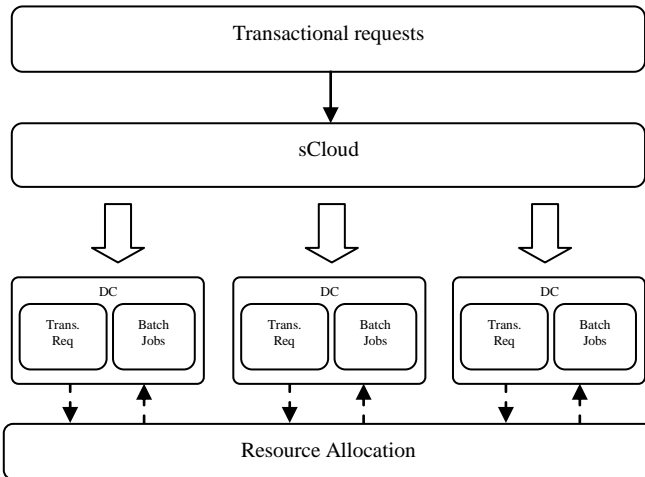 Transactional requests
sCloud
DC
Trans.
Req
Batch
Jobs
DC
Trans.
Req
Batch
Jobs
DC
Trans.
Req
Batch
Jobs
Resource Allocation